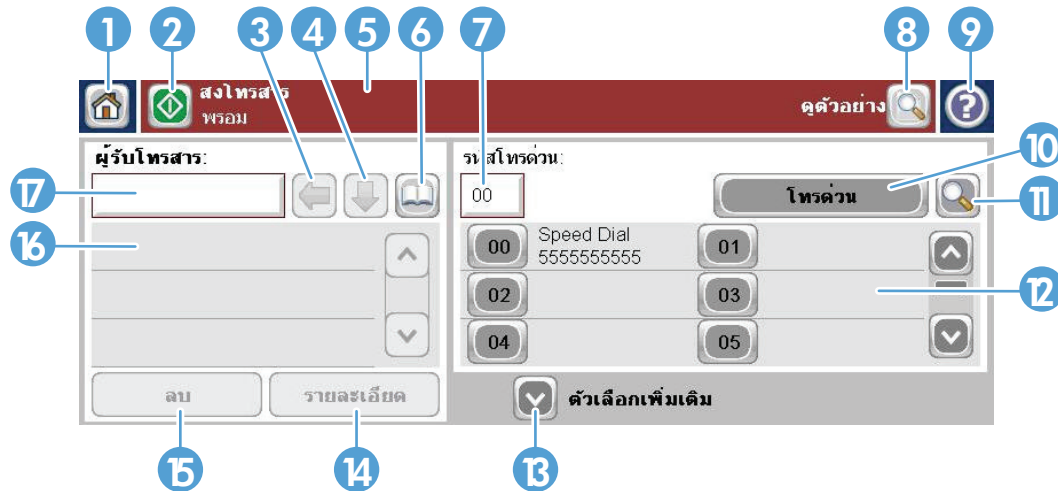 1 2 3 4 5 6 7 8 9
ส่งโทรสาร
พร้อม
ดูตัวอย่าง
ผู้รับโทรสาร:
รหัสโทรด่วน:
00
โทรด่วน
10
11
17
16
00 Speed Dial 5555555555 01
02 03
12
04 05
ลบ
รายละเอียด
ตัวเลือกเพิ่มเติม
15 14 13